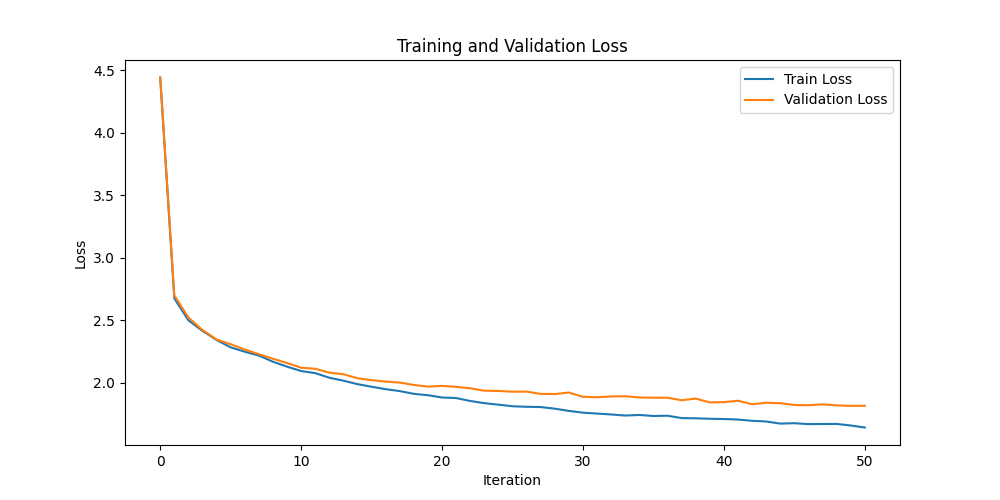 Training and Validation Loss
Train Loss
Validation Loss
4.5
4.0
3.5
3.0
2.5
2.0
Loss
0 10 20 30 40 50
Iteration